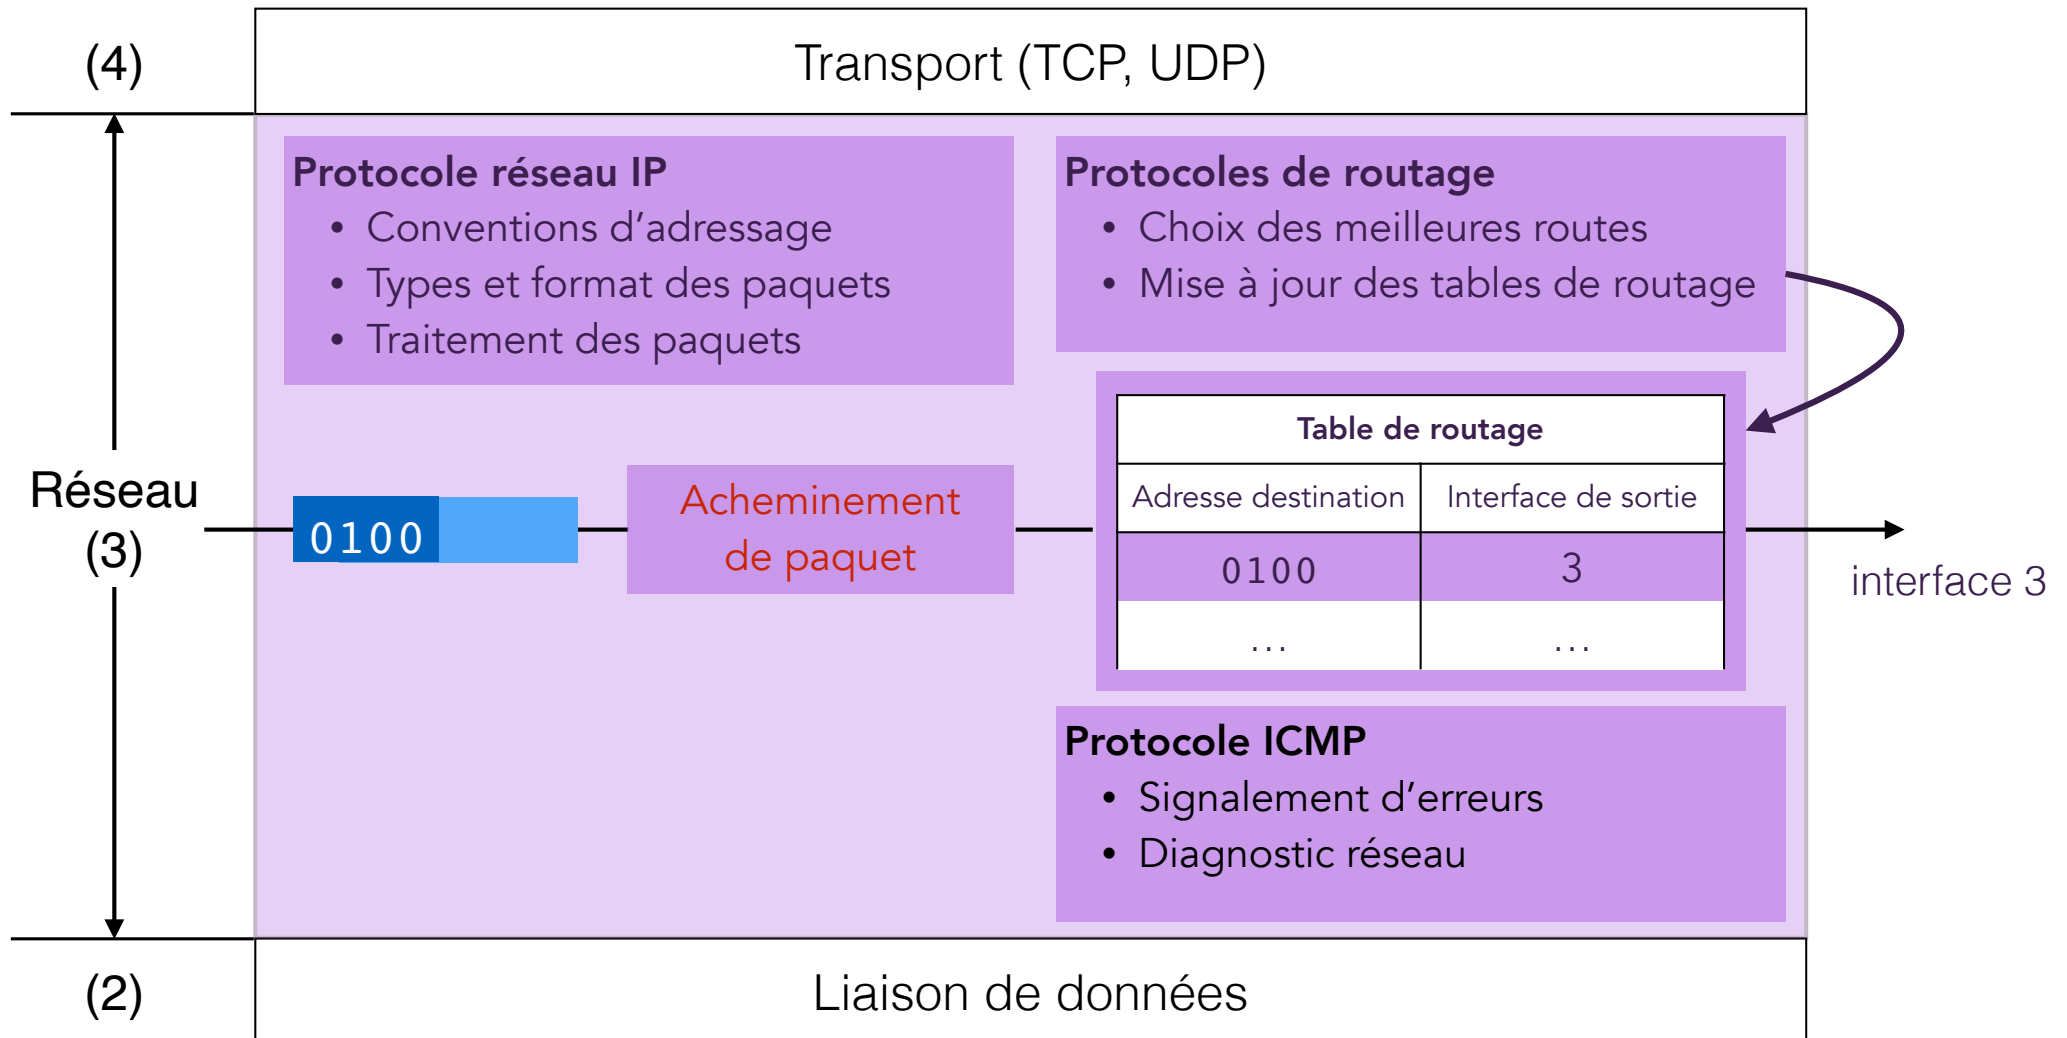 (4)
Transport (TCP, UDP)
Protocole réseau IP
• Conventions d’adressage
• Types et format des paquets
• Traitement des paquets
Protocoles de routage
• Choix des meilleures routes
• Mise à jour des tables de routage
Réseau
(3)
0100
Acheminement
de paquet
Table de routage
Adresse destination
Interface de sortie
0100
3
...
...
interface 3
Protocole ICMP
• Signalement d’erreurs
• Diagnostic réseau
(2)
Liaison de données